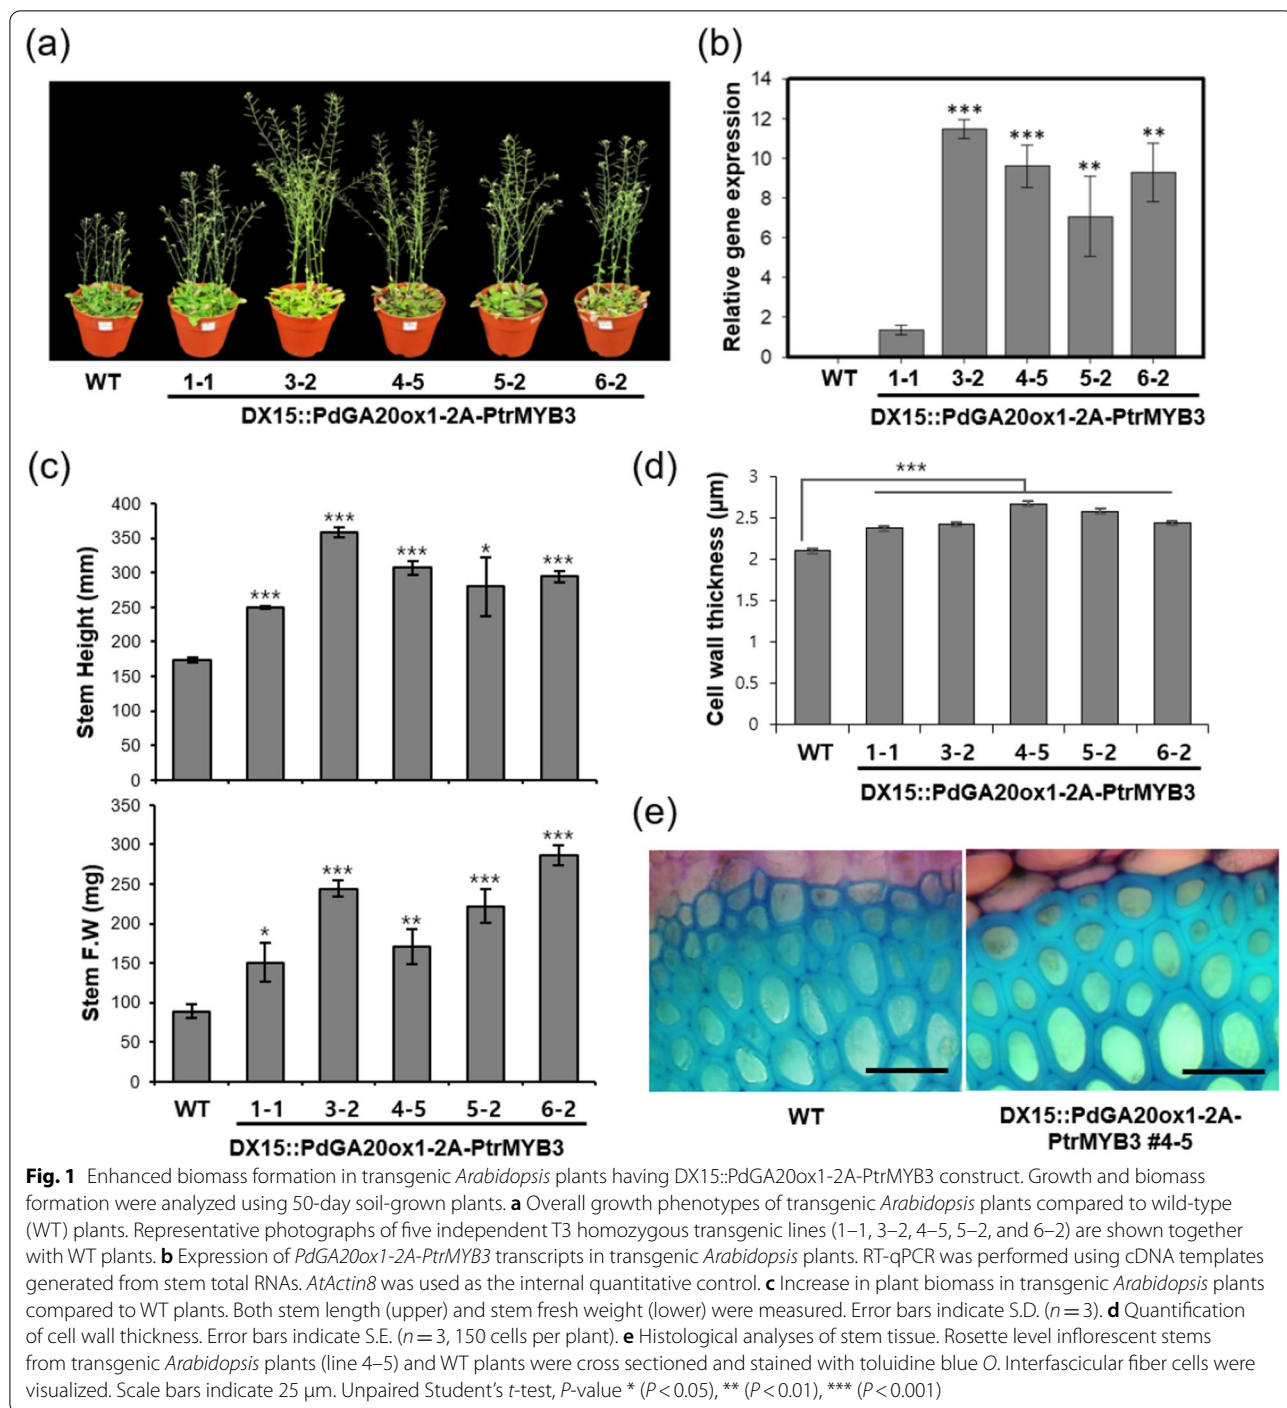 (a)
WT 1-1 3-2 4-5 5-2 6-2
DX15::PdGA20ox1-2A-PtrMYB3
(b)
Relative gene expression
14
12
10
8
6
4
2
0
*** *** ** **
WT 1-1 3-2 4-5 5-2 6-2
DX15::PdGA20ox1-2A-PtrMYB3
(c)
Stem Height (mm)
400
350
300
250
200
150
100
50
0
*** *** *** * ***
Stem F.W (mg)
350
300
250
200
150
100
50
0
* *** ** *** ***
WT 1-1 3-2 4-5 5-2 6-2
DX15::PdGA20ox1-2A-PtrMYB3
(d)
Cell wall thickness (µm)
3
2.5
2
1.5
1
0.5
0
***
WT 1-1 3-2 4-5 5-2 6-2
DX15::PdGA20ox1-2A-PtrMYB3
(e)
WT
DX15::PdGA20ox1-2A-
PtrMYB3 #4-5
Fig. 1 Enhanced biomass formation in transgenic Arabidopsis plants having DX15::PdGA20ox1-2A-PtrMYB3 construct. Growth and biomass
formation were analyzed using 50-day soil-grown plants. a Overall growth phenotypes of transgenic Arabidopsis plants compared to wild-type
(WT) plants. Representative photographs of five independent T3 homozygous transgenic lines (1–1, 3–2, 4–5, 5–2, and 6–2) are shown together
with WT plants. b Expression of PdGA20ox1-2A-PtrMYB3 transcripts in transgenic Arabidopsis plants. RT-qPCR was performed using cDNA templates
generated from stem total RNAs. AtActin8 was used as the internal quantitative control. c Increase in plant biomass in transgenic Arabidopsis plants
compared to WT plants. Both stem length (upper) and stem fresh weight (lower) were measured. Error bars indicate S.D. (n = 3). d Quantification
of cell wall thickness. Error bars indicate S.E. (n = 3, 150 cells per plant). e Histological analyses of stem tissue. Rosette level inflorescent stems
from transgenic Arabidopsis plants (line 4–5) and WT plants were cross sectioned and stained with toluidine blue O. Interfascicular fiber cells were
visualized. Scale bars indicate 25 µm. Unpaired Student's t-test, P-value * (P < 0.05), ** (P < 0.01), *** (P < 0.001)